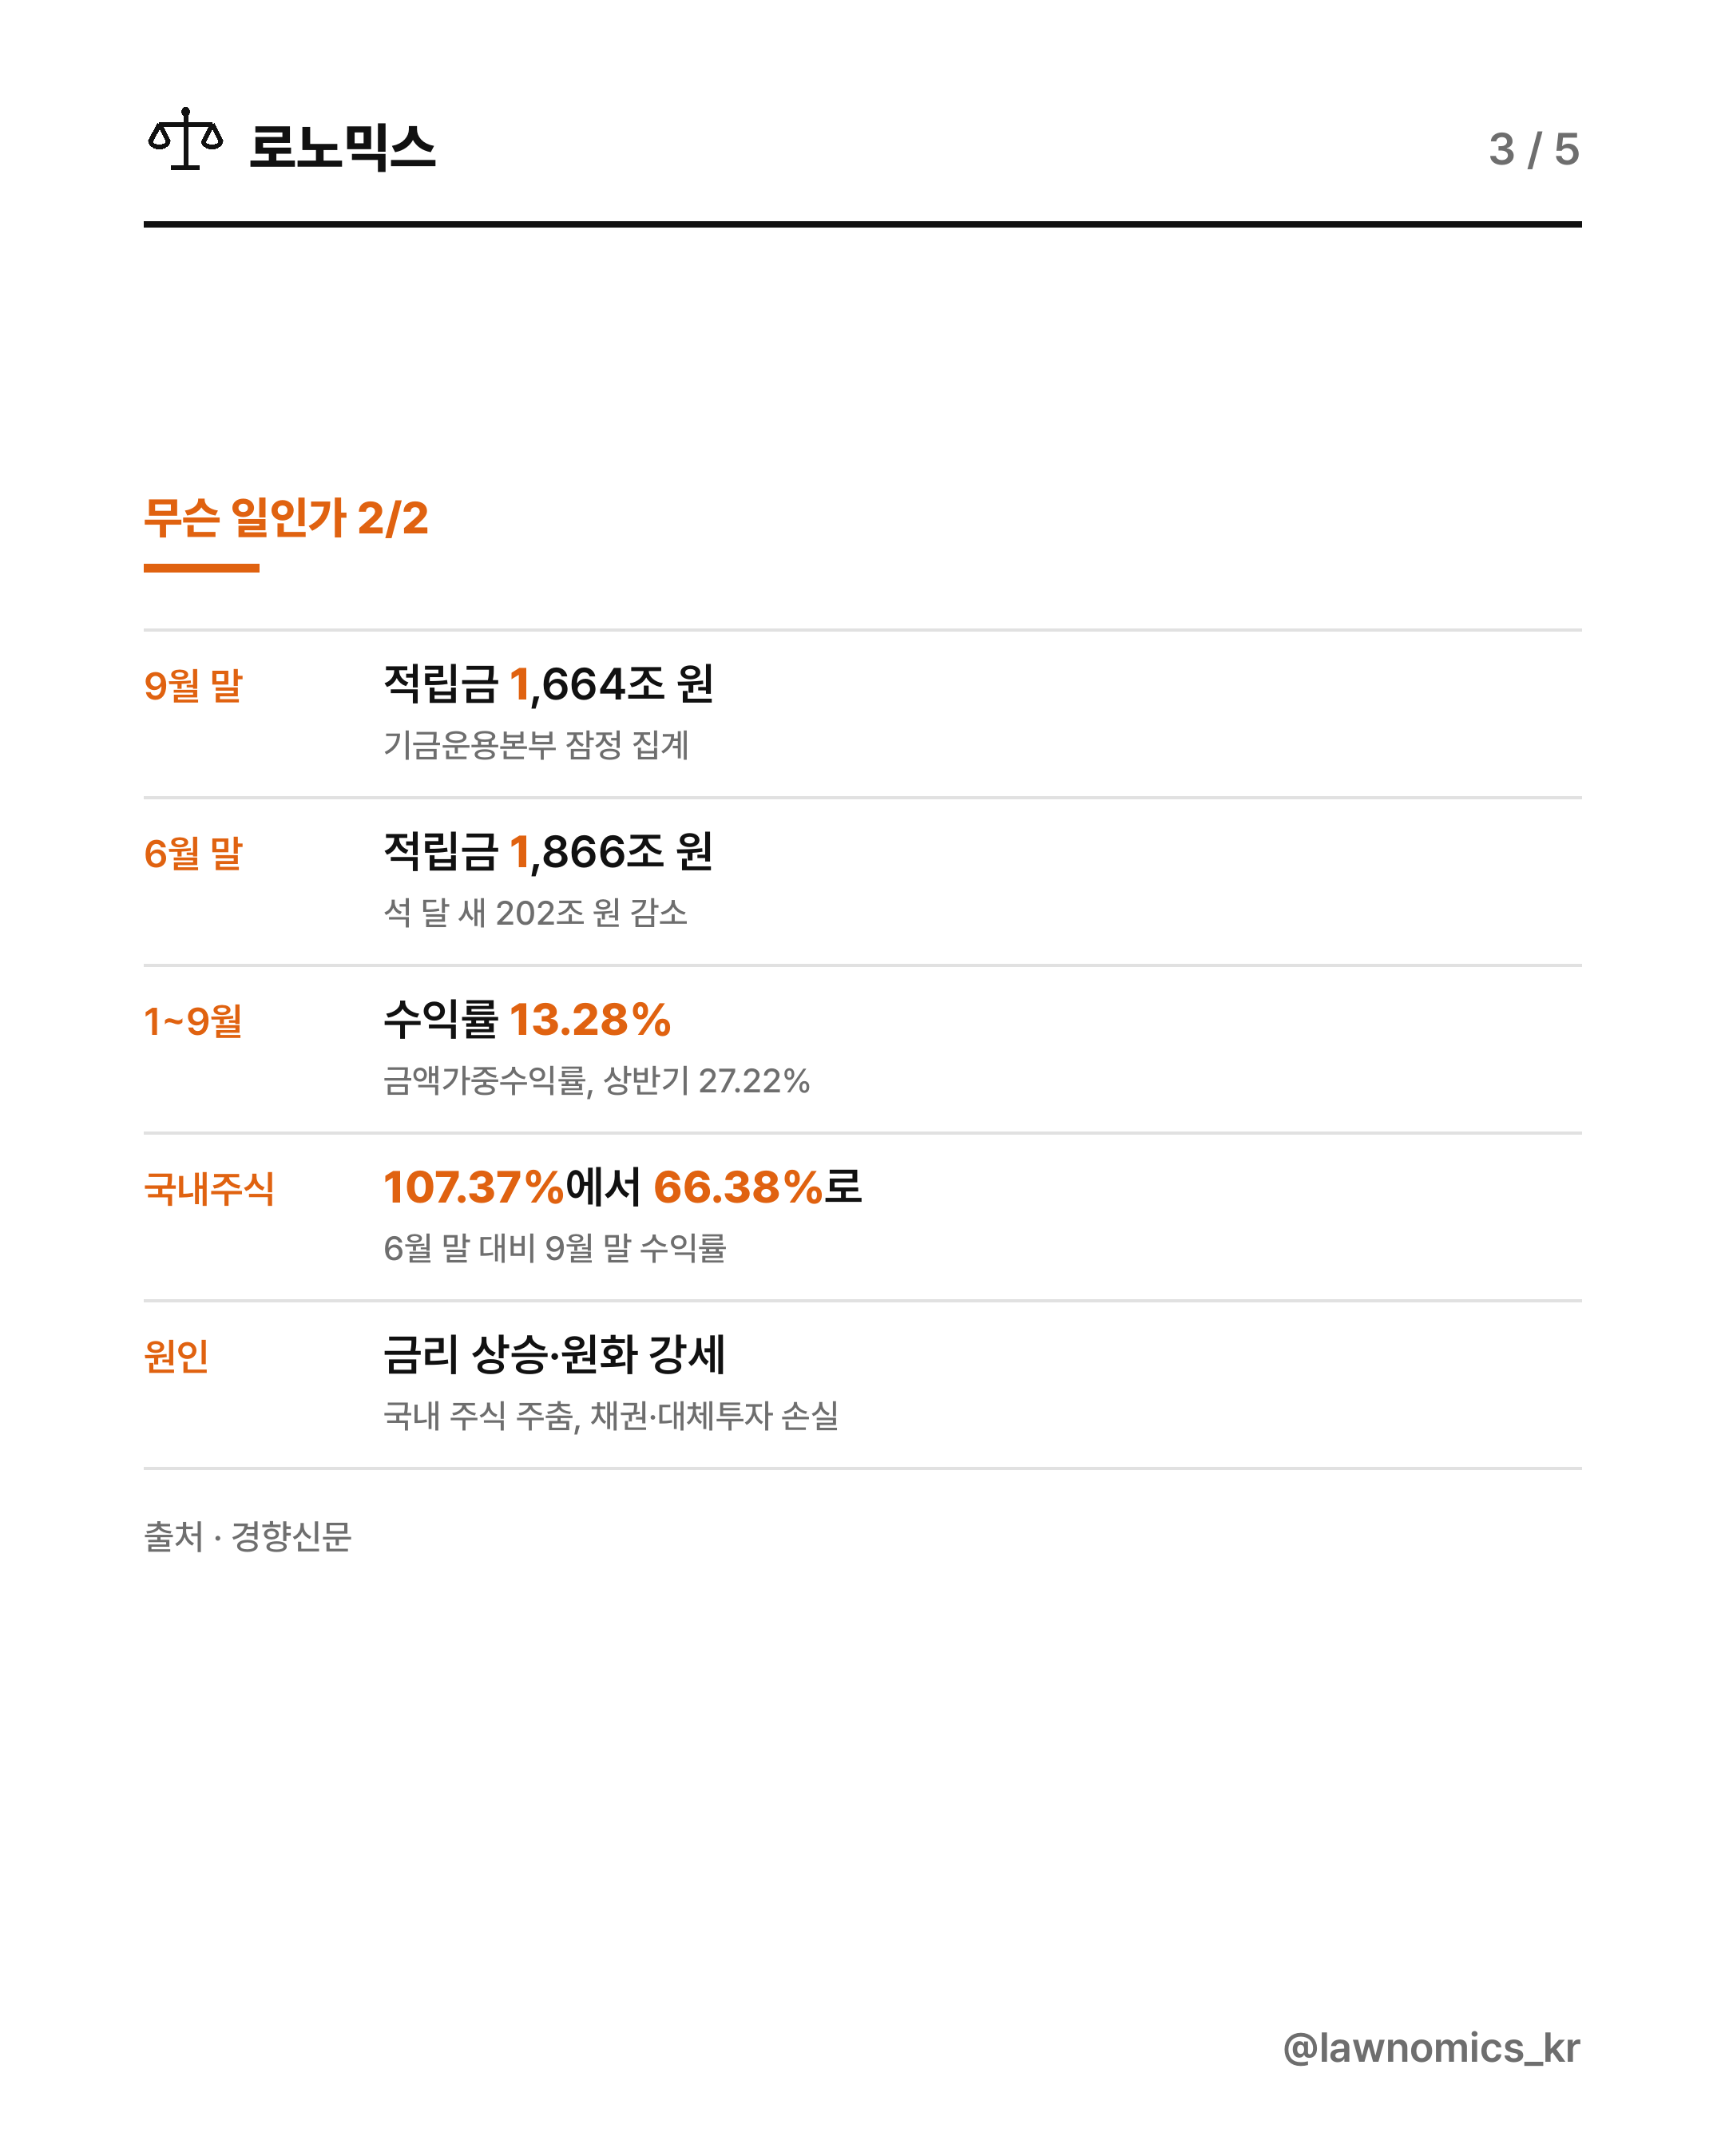 로노믹스
3 / 5
무슨 일인가 2/2
9월 말
적립금 1,664조 원
기금운용본부 잠정 집계
6월 말
적립금 1,866조 원
석 달 새 202조 원 감소
1~9월
수익률 13.28%
금액가중수익률, 상반기 27.22%
국내주식
107.37%에서 66.38%로
6월 말 대비 9월 말 수익률
원인
금리 상승·원화 강세
국내 주식 주춤, 채권·대체투자 손실
출처 · 경향신문
@lawnomics_kr